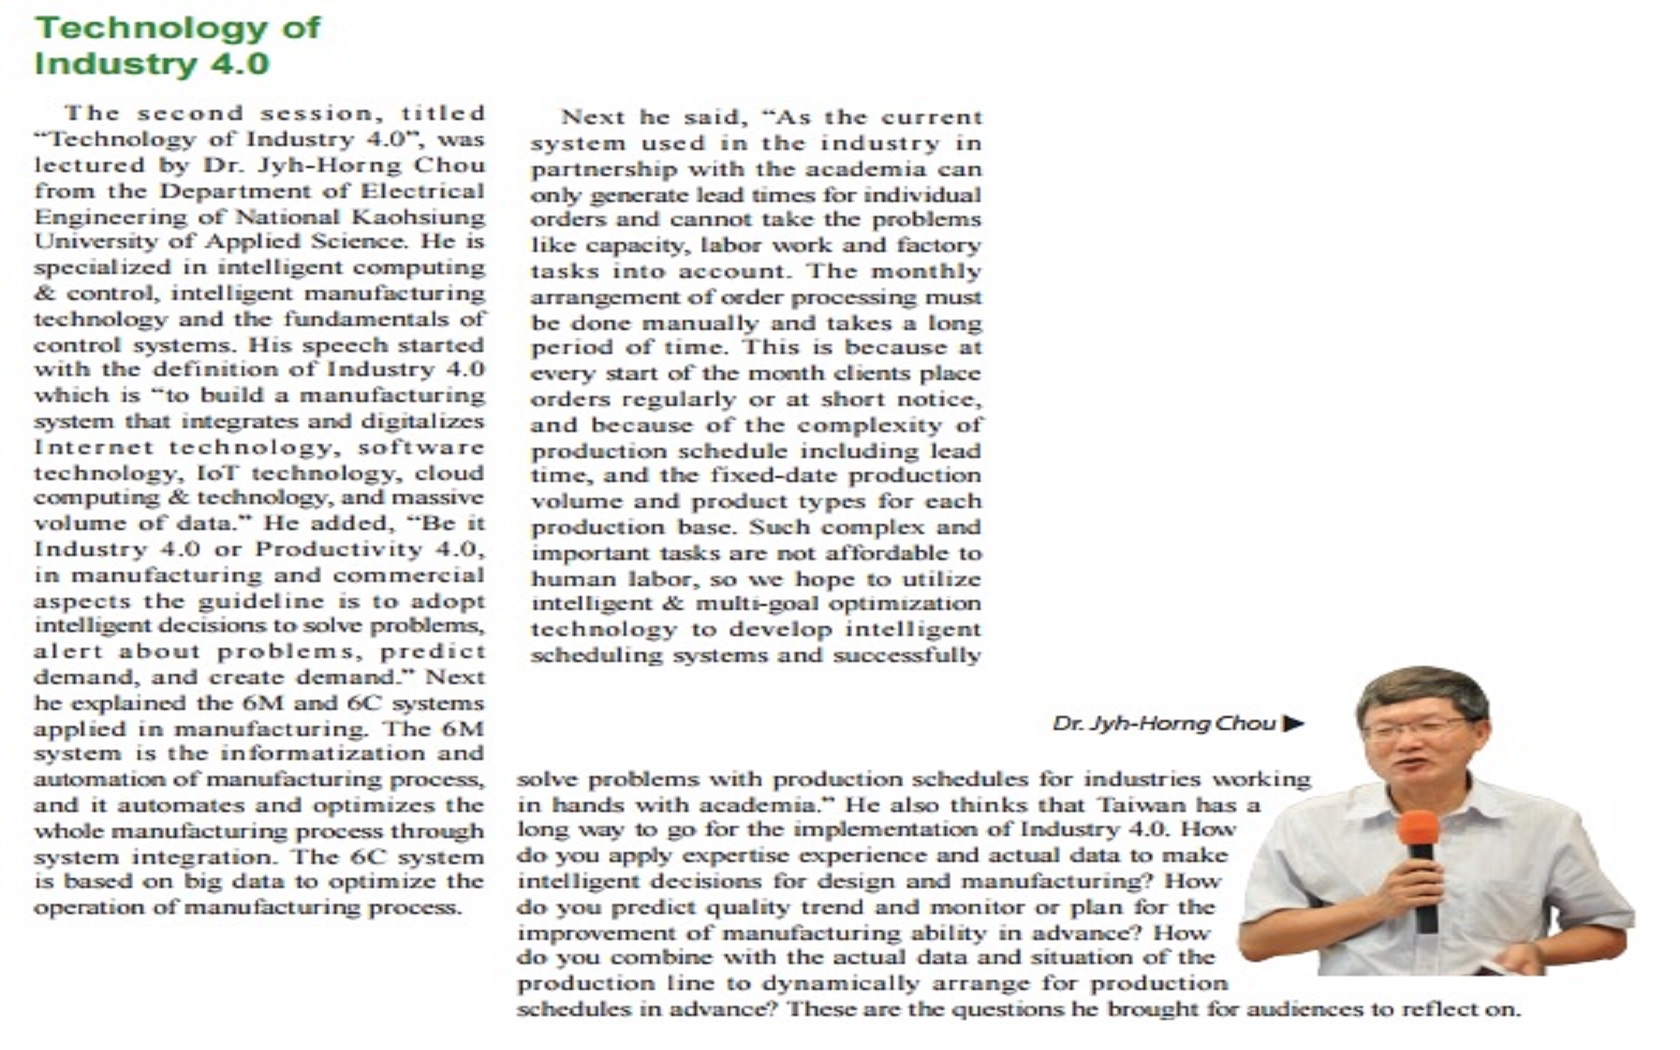 Technology of
Industry 4.0
The second session, titled
“Technology of Industry 4.0”, was
lectured by Dr. Jyh-Horng Chou
from the Department of Electrical
Engineering of National Kaohsiung
University of Applied Science. He is
specialized in intelligent computing
& control, intelligent manufacturing
technology and the fundamentals of
control systems. His speech started
with the definition of Industry 4.0
which is “to build a manufacturing
system that integrates and digitalizes
Internet technology, software
technology, IoT technology, cloud
computing & technology, and massive
volume of data.” He added, “Be it
Industry 4.0 or Productivity 4.0,
in manufacturing and commercial
aspects the guideline is to adopt
intelligent decisions to solve problems,
alert about problems, predict
demand, and create demand.” Next
he explained the 6M and 6C systems
applied in manufacturing. The 6M
system is the informatization and
automation of manufacturing process,
and it automates and optimizes the
whole manufacturing process through
system integration. The 6C system
is based on big data to optimize the
operation of manufacturing process.
Next he said, “As the current
system used in the industry in
partnership with the academia can
only generate lead times for individual
orders and cannot take the problems
like capacity, labor work and factory
tasks into account. The monthly
arrangement of order processing must
be done manually and takes a long
period of time. This is because at
every start of the month clients place
orders regularly or at short notice,
and because of the complexity of
production schedule including lead
time, and the fixed-date production
volume and product types for each
production base. Such complex and
important tasks are not affordable to
human labor, so we hope to utilize
intelligent & multi-goal optimization
technology to develop intelligent
scheduling systems and successfully
Dr. Jyh-Horng Chou ▶
solve problems with production schedules for industries working
in hands with academia.” He also thinks that Taiwan has a
long way to go for the implementation of Industry 4.0. How
do you apply expertise experience and actual data to make
intelligent decisions for design and manufacturing? How
do you predict quality trend and monitor or plan for the
improvement of manufacturing ability in advance? How
do you combine with the actual data and situation of the
production line to dynamically arrange for production
schedules in advance? These are the questions he brought for audiences to reflect on.